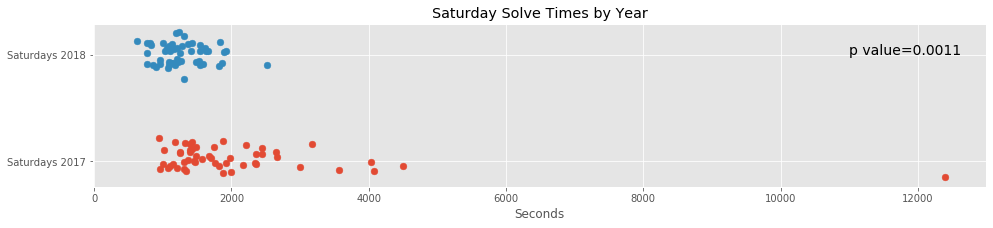 Saturday Solve Times by Year
Saturdays 2018
p value=0.0011
Saturdays 2017
0 2000 4000 6000 8000 10000 12000
Seconds